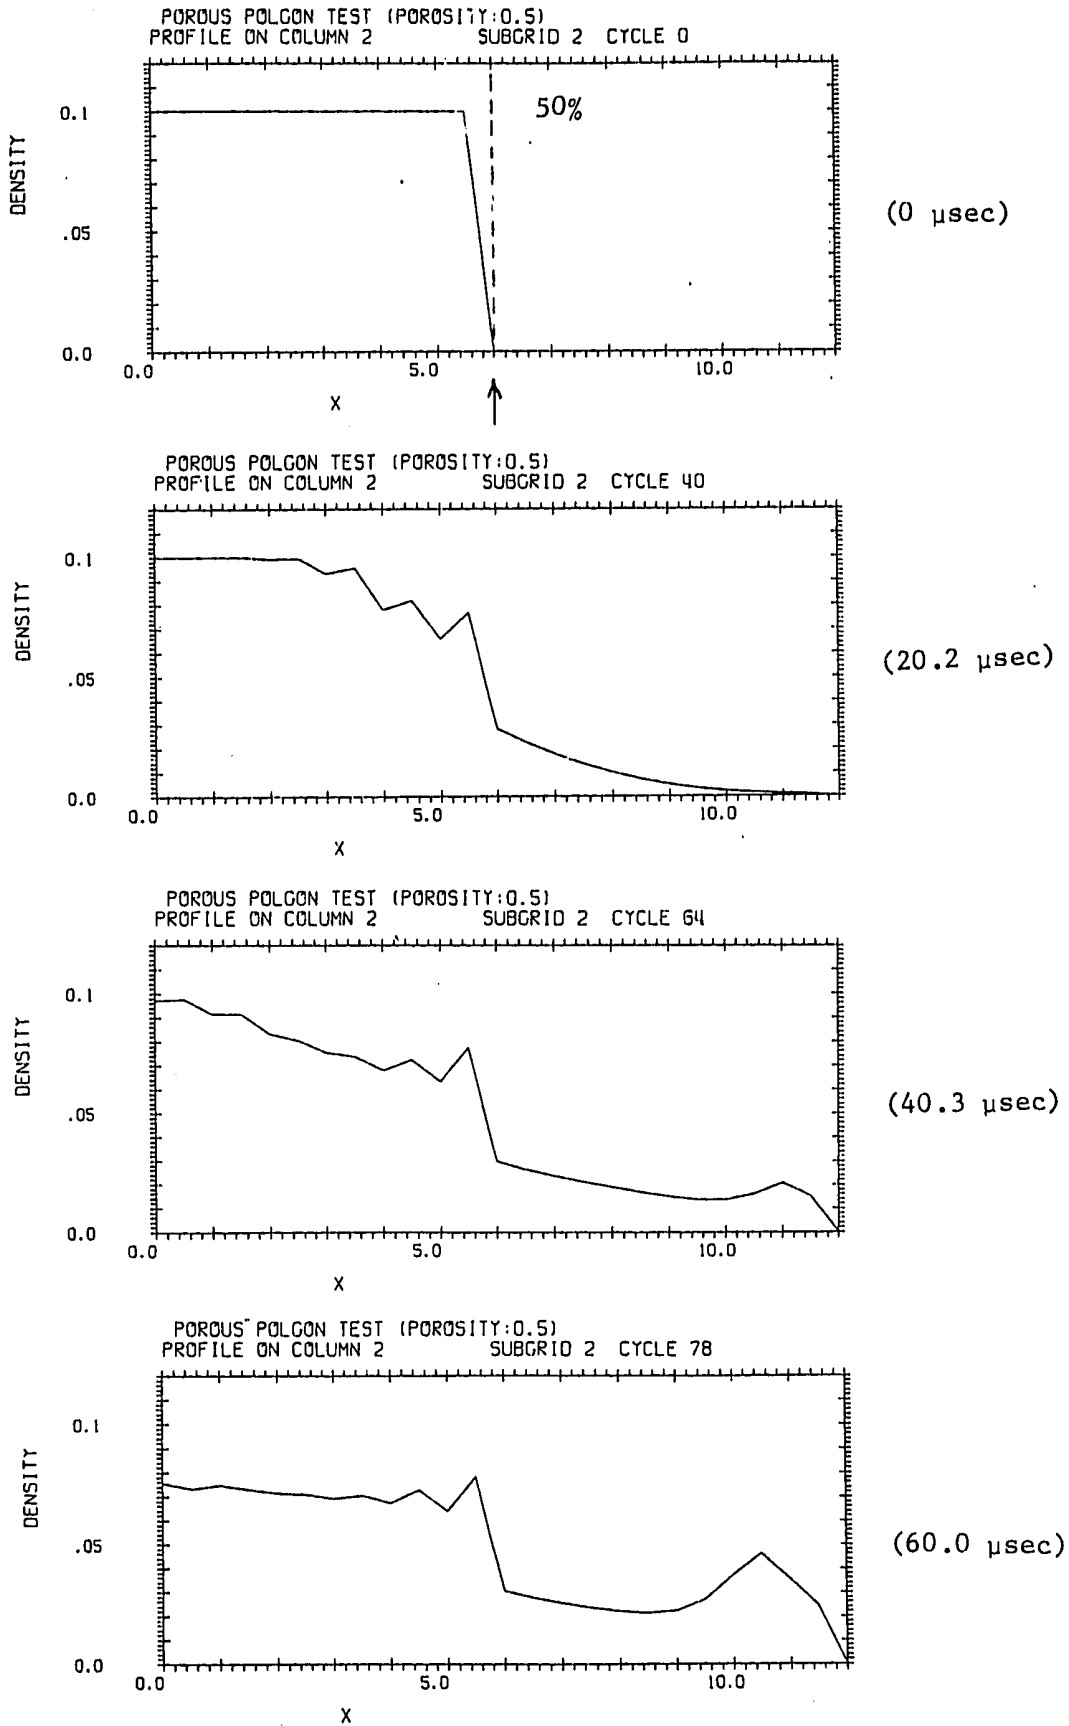 POROUS POLGON TEST (POROSITY:0.5)
PROFILE ON COLUMN 2 SUBGRID 2 CYCLE 0
50%
0.1
DENSITY
.05
0.0
0.0 5.0 10.0
X
(0 µsec)
POROUS POLGON TEST (POROSITY:0.5)
PROFILE ON COLUMN 2 SUBGRID 2 CYCLE 40
0.1
DENSITY
.05
0.0
0.0 5.0 10.0
X
(20.2 µsec)
POROUS POLGON TEST (POROSITY:0.5)
PROFILE ON COLUMN 2 SUBGRID 2 CYCLE 64
0.1
DENSITY
.05
0.0
0.0 5.0 10.0
X
(40.3 µsec)
POROUS POLGON TEST (POROSITY:0.5)
PROFILE ON COLUMN 2 SUBGRID 2 CYCLE 78
0.1
DENSITY
.05
0.0
0.0 5.0 10.0
X
(60.0 µsec)